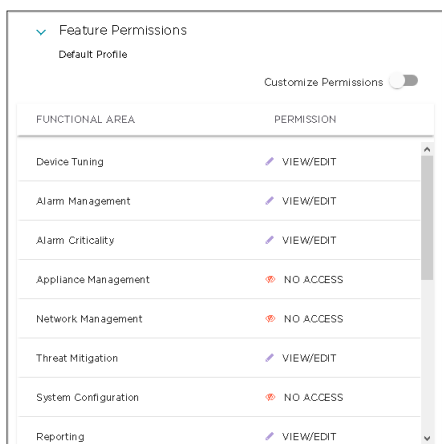 Feature Permissions
Default Profile
Customize Permissions
FUNCTIONAL AREA PERMISSION
Device Tuning VIEW/EDIT
Alarm Management VIEW/EDIT
Alarm Criticality VIEW/EDIT
Appliance Management NO ACCESS
Network Management NO ACCESS
Threat Mitigation VIEW/EDIT
System Configuration NO ACCESS
Reporting VIEW/EDIT